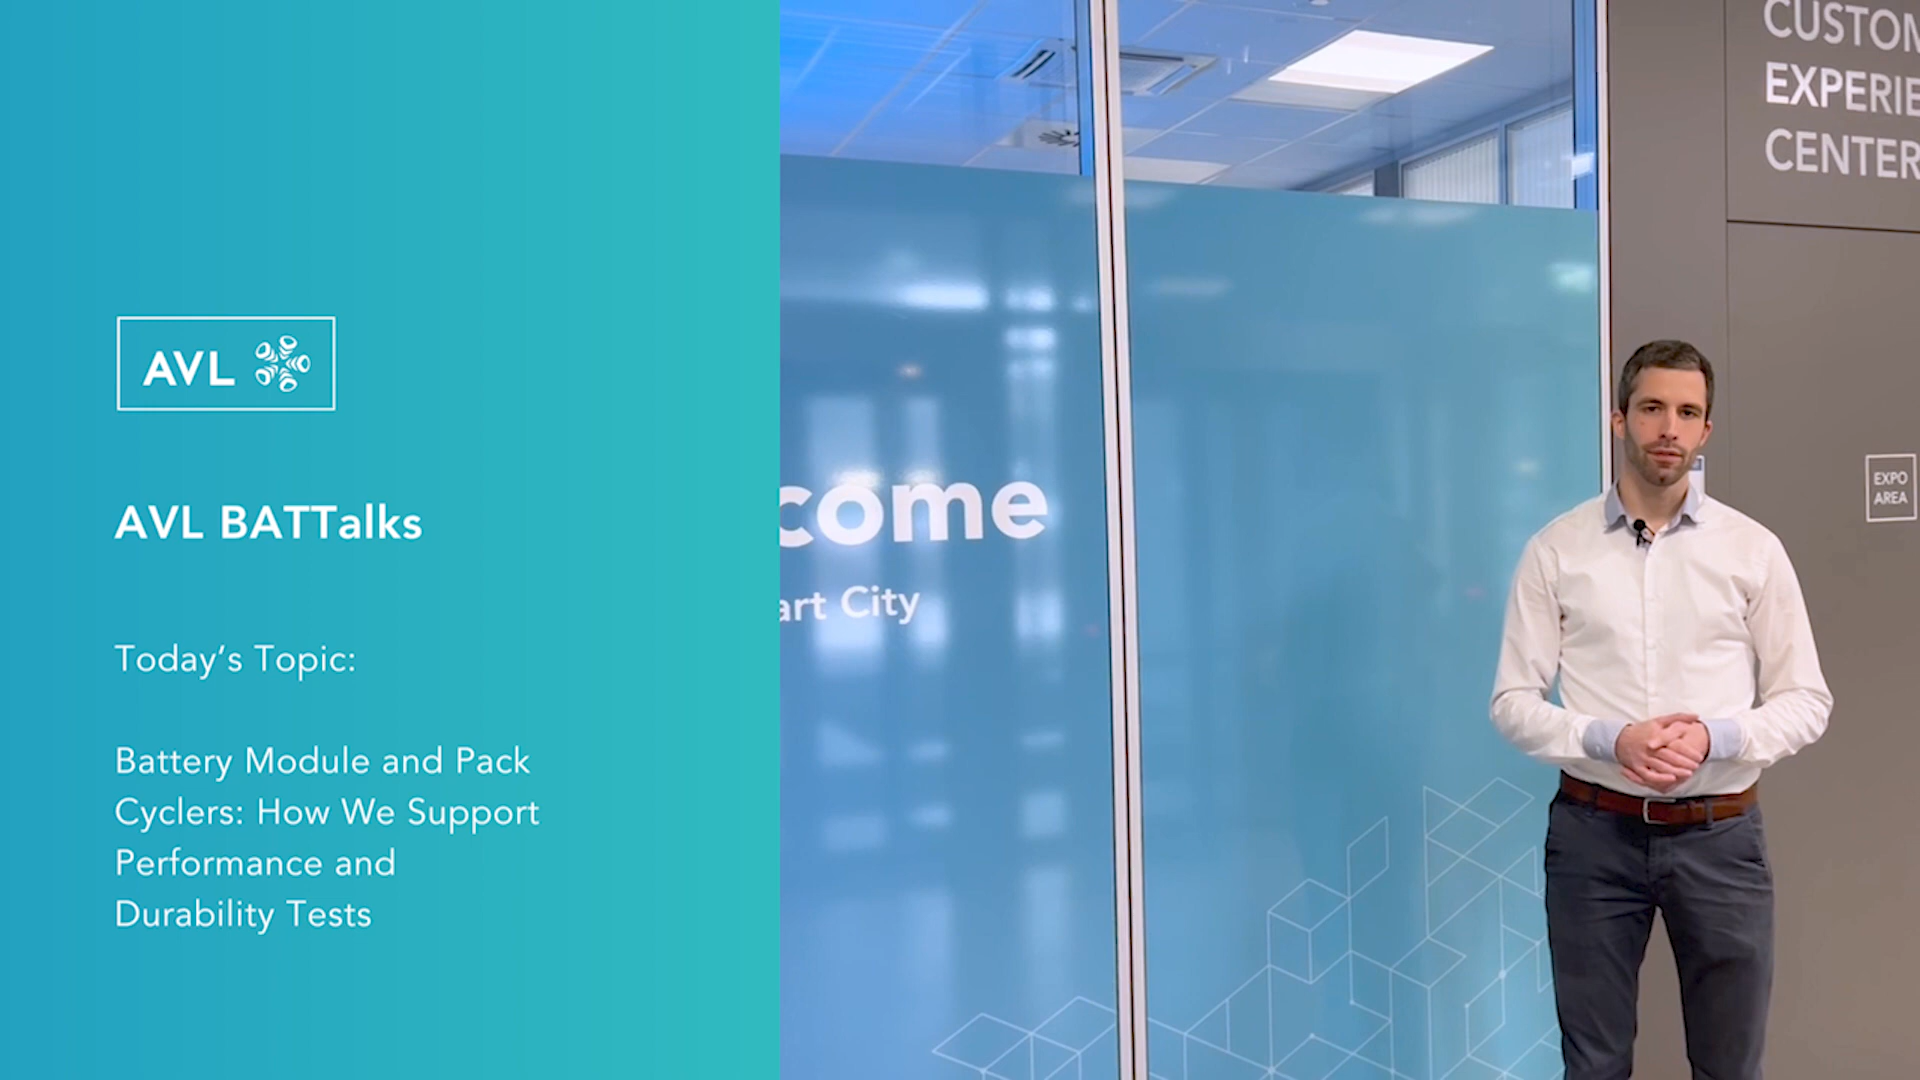 AVL
AVL BATTalks
Today's Topic:
Battery Module and Pack
Cyclers: How We Support
Performance and
Durability Tests
come
art City
CUSTOM
EXPERIE
CENTER
EXPO
AREA